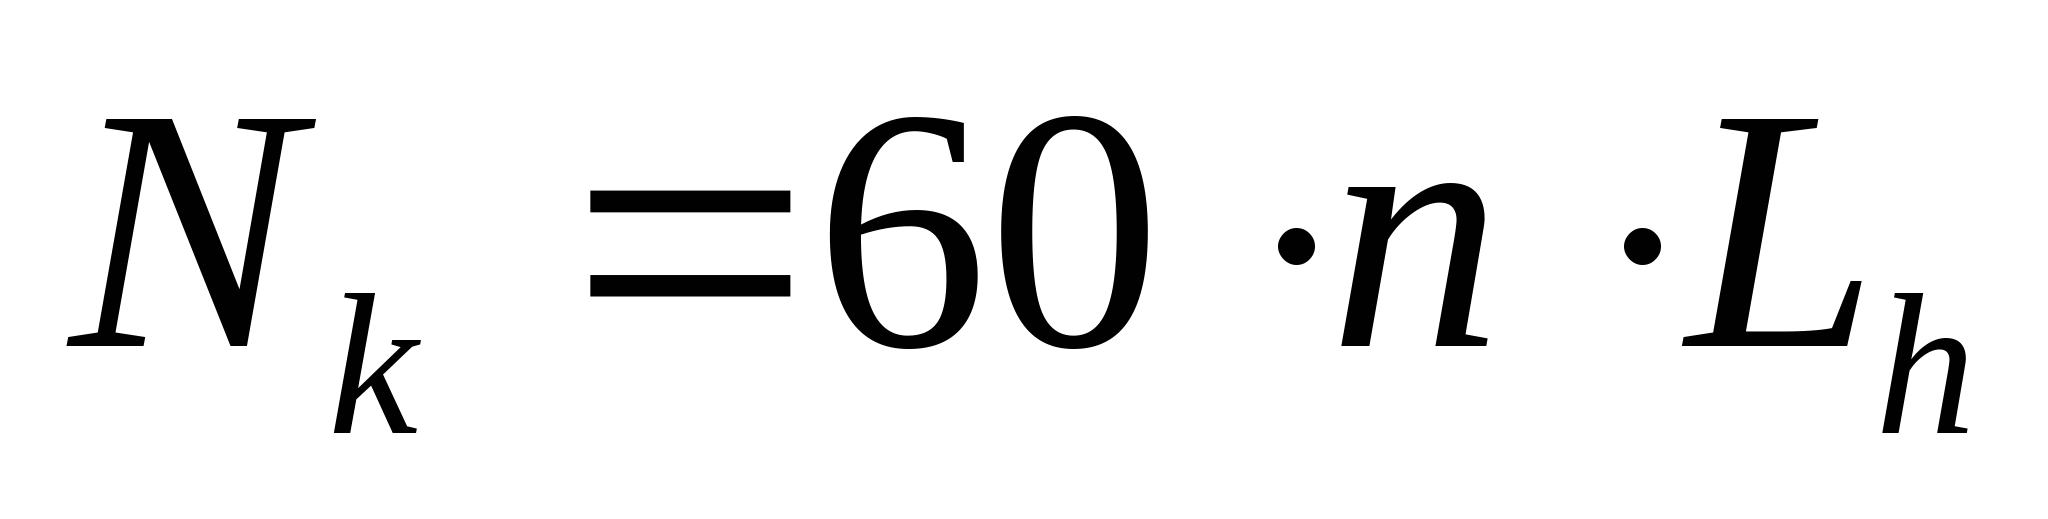 N_k = 60 · n · L_h